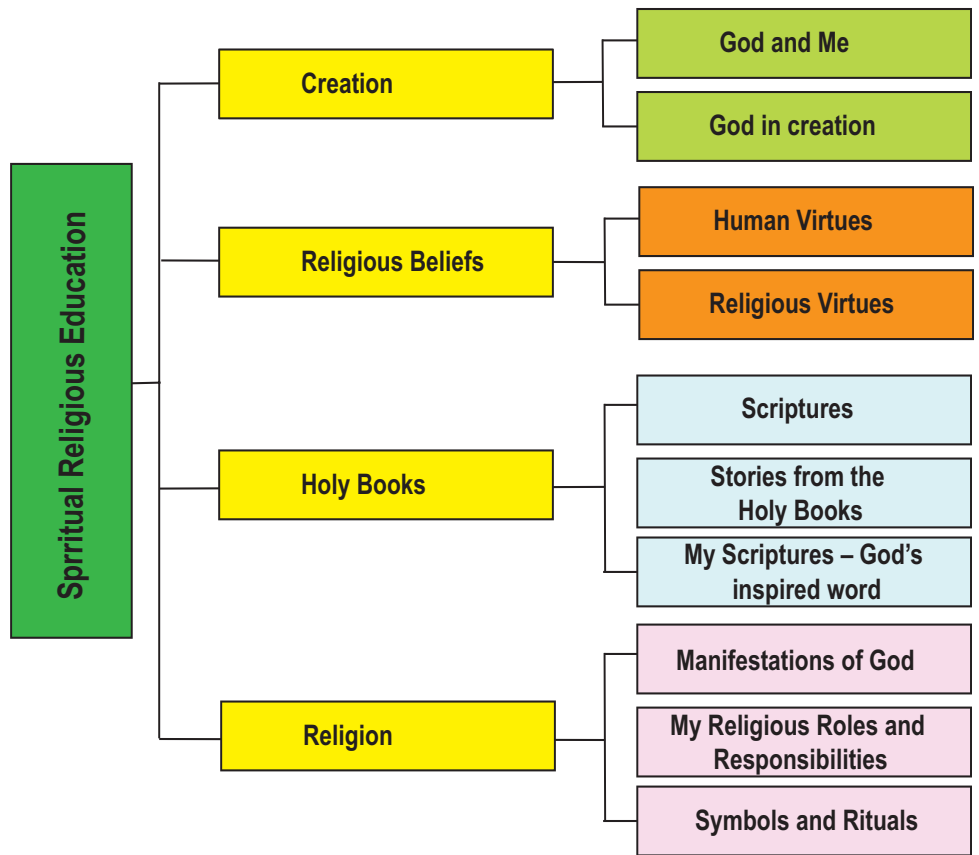 Sprritual Religious Education
Creation
God and Me
God in creation
Religious Beliefs
Human Virtues
Religious Virtues
Holy Books
Scriptures
Stories from the
Holy Books
My Scriptures – God's
inspired word
Religion
Manifestations of God
My Religious Roles and
Responsibilities
Symbols and Rituals